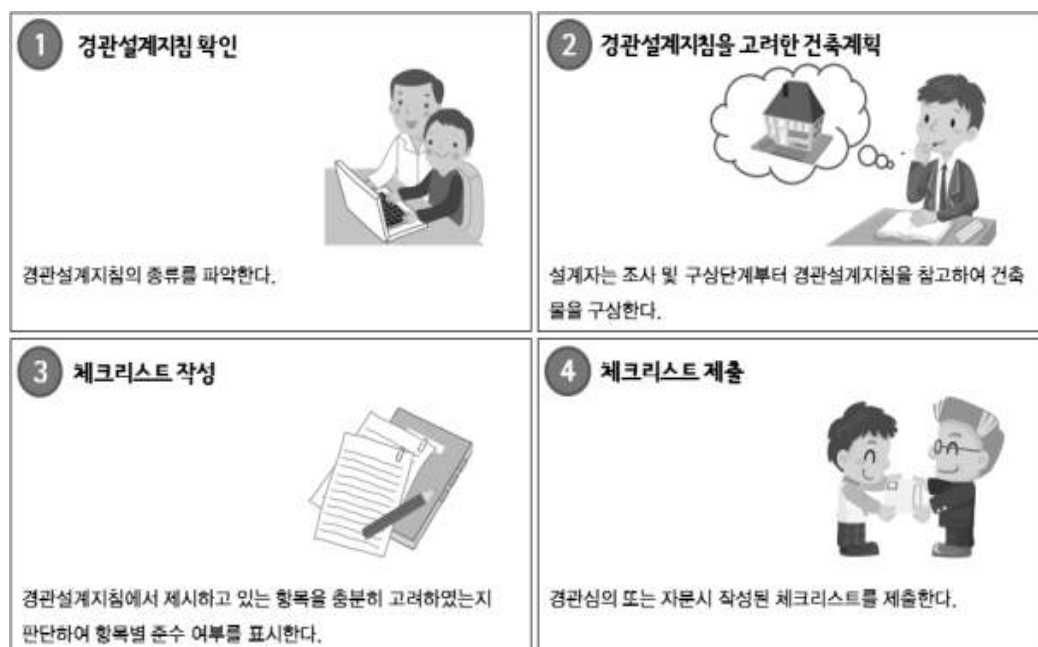 1 경관설계지침 확인
경관설계지침의 종류를 파악한다.
2 경관설계지침을 고려한 건축계획
설계자는 조사 및 구상단계부터 경관설계지침을 참고하여 건축
물을 구상한다.
3 체크리스트 작성
경관설계지침에서 제시하고 있는 항목을 충분히 고려하였는지
판단하여 항목별 준수 여부를 표시한다.
4 체크리스트 제출
경관심의 또는 자문시 작성된 체크리스트를 제출한다.